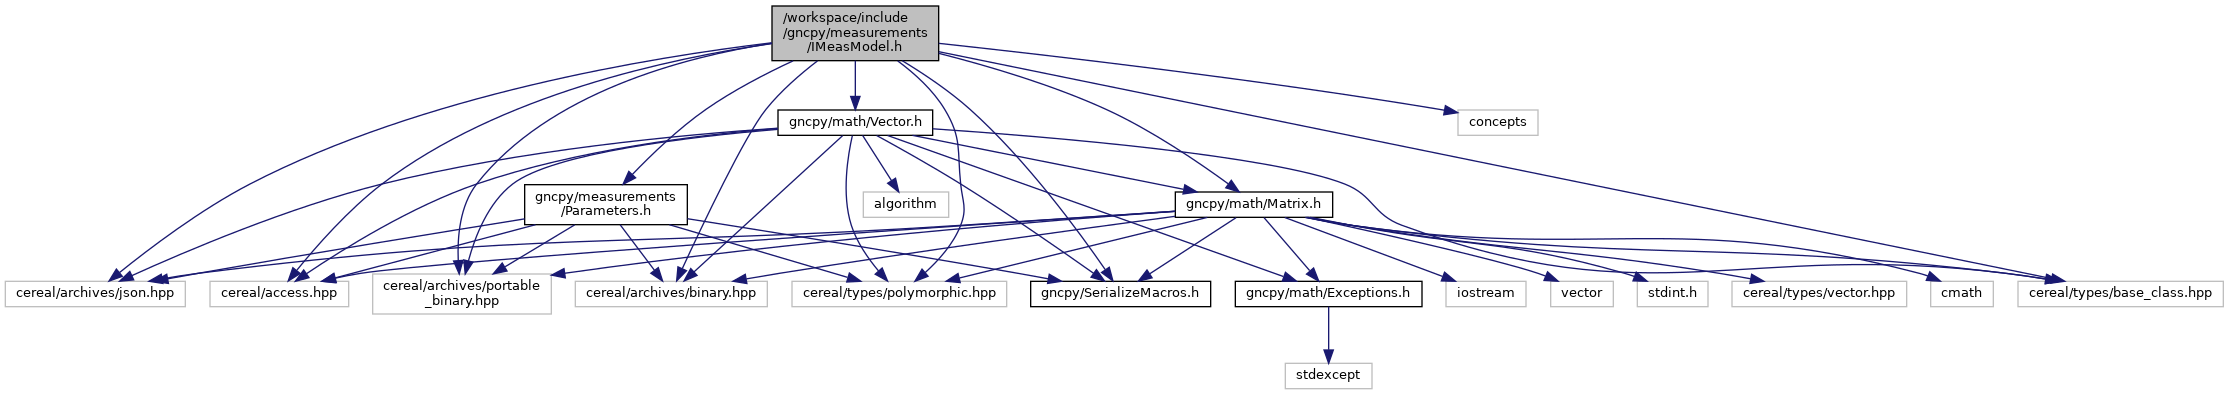 /workspace/include
/gncpy/measurements
/IMeasModel.h
gncpy/math/Vector.h
concepts
gncpy/measurements
/Parameters.h
algorithm
gncpy/math/Matrix.h
cereal/archives/json.hpp
cereal/access.hpp
cereal/archives/portable
_binary.hpp
cereal/archives/binary.hpp
cereal/types/polymorphic.hpp
gncpy/SerializeMacros.h
gncpy/math/Exceptions.h
iostream
vector
stdint.h
cereal/types/vector.hpp
cmath
cereal/types/base_class.hpp
stdexcept